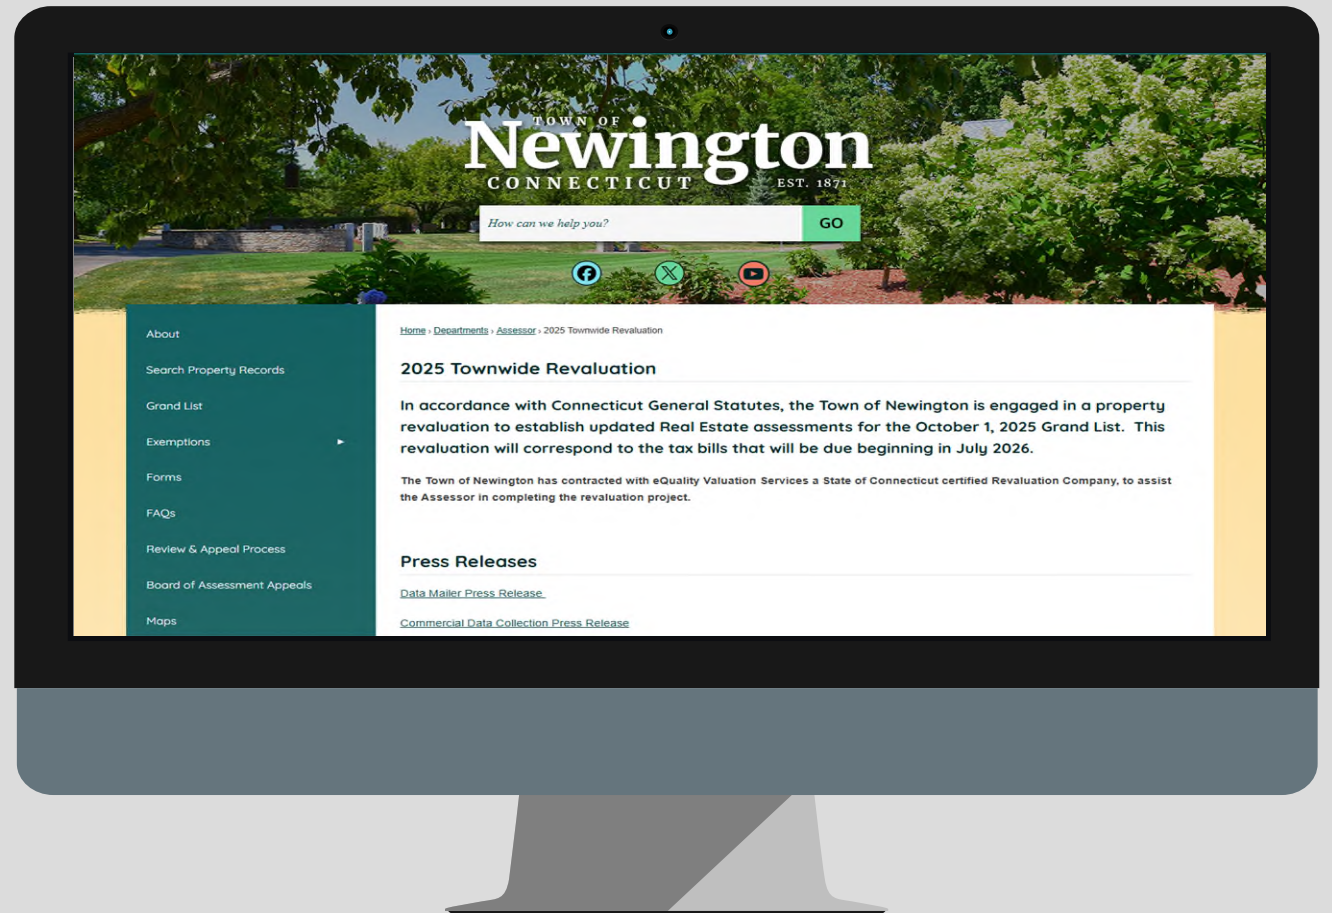 TOWN OF
Newington
CONNECTICUT EST. 1871
How can we help you? GO
About
Search Property Records
Grand List
Exemptions
Forms
FAQs
Review & Appeal Process
Board of Assessment Appeals
Maps
Home › Departments › Assessor › 2025 Townwide Revaluation
2025 Townwide Revaluation
In accordance with Connecticut General Statutes, the Town of Newington is engaged in a property
revaluation to establish updated Real Estate assessments for the October 1, 2025 Grand List. This
revaluation will correspond to the tax bills that will be due beginning in July 2026.
The Town of Newington has contracted with eQuality Valuation Services a State of Connecticut certified Revaluation Company, to assist
the Assessor in completing the revaluation project.
Press Releases
Data Mailer Press Release
Commercial Data Collection Press Release